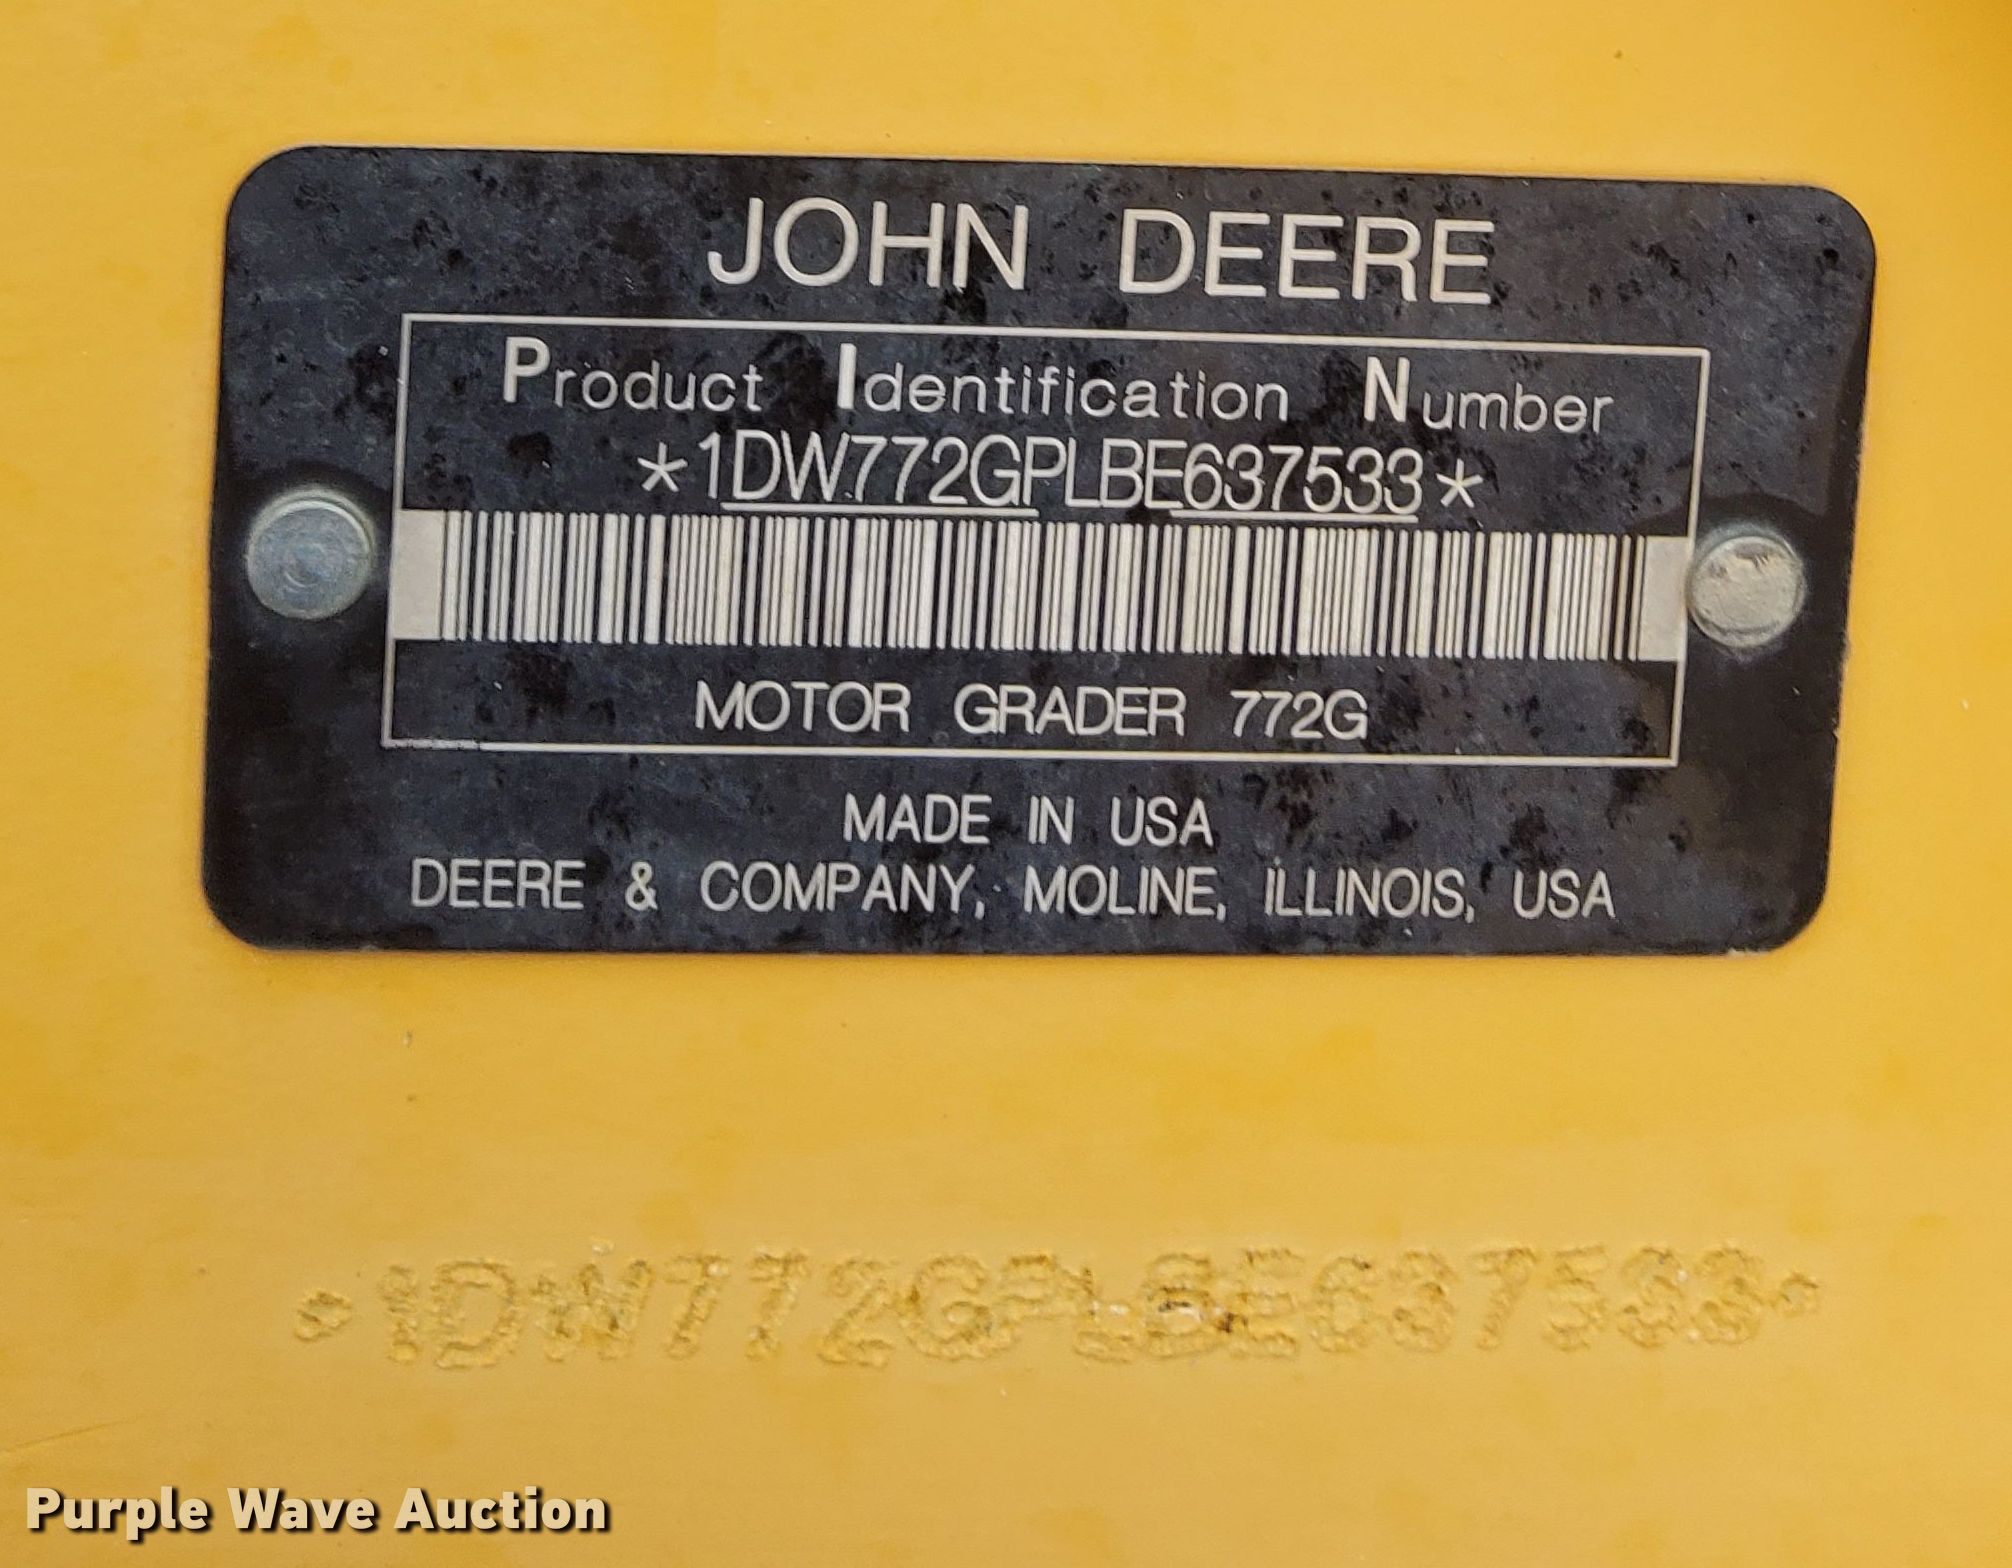 JOHN DEERE
Product Identification Number
*1DW772GPLBE637533*
MOTOR GRADER 772G
MADE IN USA
DEERE & COMPANY, MOLINE, ILLINOIS, USA
*1DW772GPLBE637533*
Purple Wave Auction